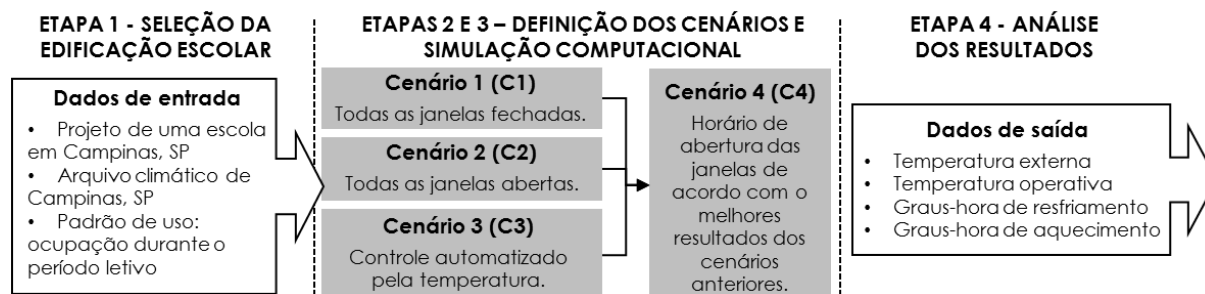 ETAPA 1 - SELEÇÃO DA
EDIFICAÇÃO ESCOLAR
Dados de entrada
• Projeto de uma escola
em Campinas, SP
• Arquivo climático de
Campinas, SP
• Padrão de uso:
ocupação durante o
período letivo
ETAPAS 2 E 3 – DEFINIÇÃO DOS CENÁRIOS E
SIMULAÇÃO COMPUTACIONAL
Cenário 1 (C1)
Todas as janelas fechadas.
Cenário 2 (C2)
Todas as janelas abertas.
Cenário 3 (C3)
Controle automatizado
pela temperatura.
Cenário 4 (C4)
Horário de
abertura das
janelas de
acordo com o
melhores
resultados dos
cenários
anteriores.
ETAPA 4 - ANÁLISE
DOS RESULTADOS
Dados de saída
• Temperatura externa
• Temperatura operativa
• Graus-hora de resfriamento
• Graus-hora de aquecimento